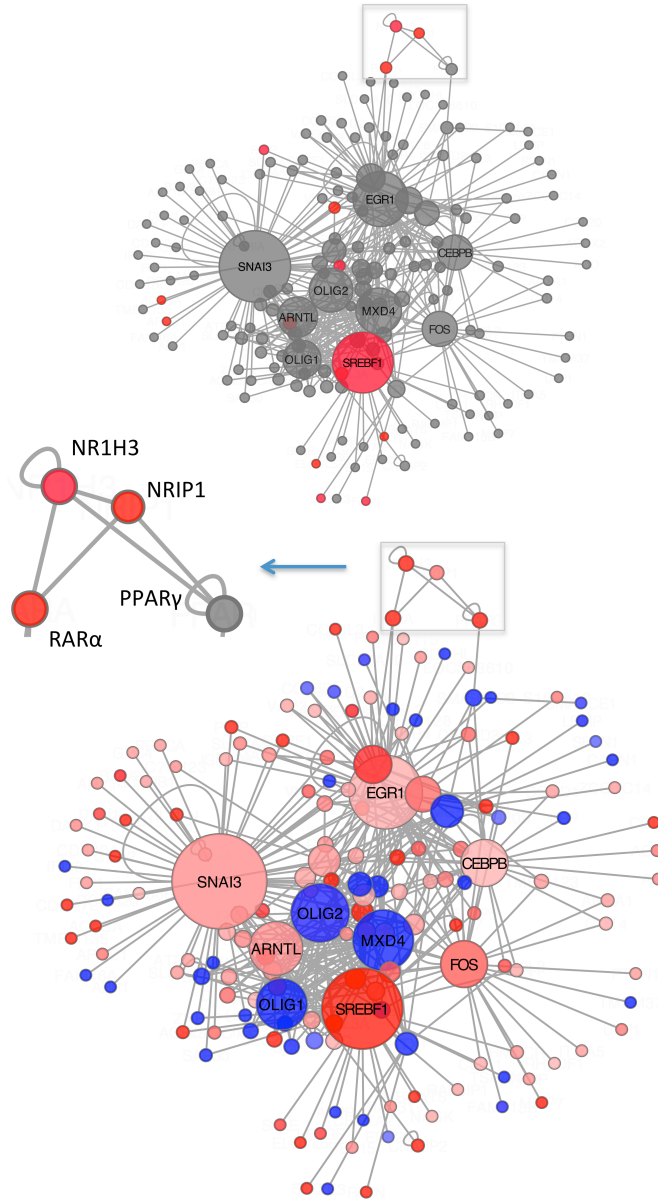 EGR1
CEBPB
SNAI3
OLIG2
MXD4
ARNTL
FOS
OLIG1
SREBF1
NR1H3
NRIP1
PPARγ
RARα
EGR1
CEBPB
SNAI3
OLIG2
MXD4
ARNTL
FOS
OLIG1
SREBF1